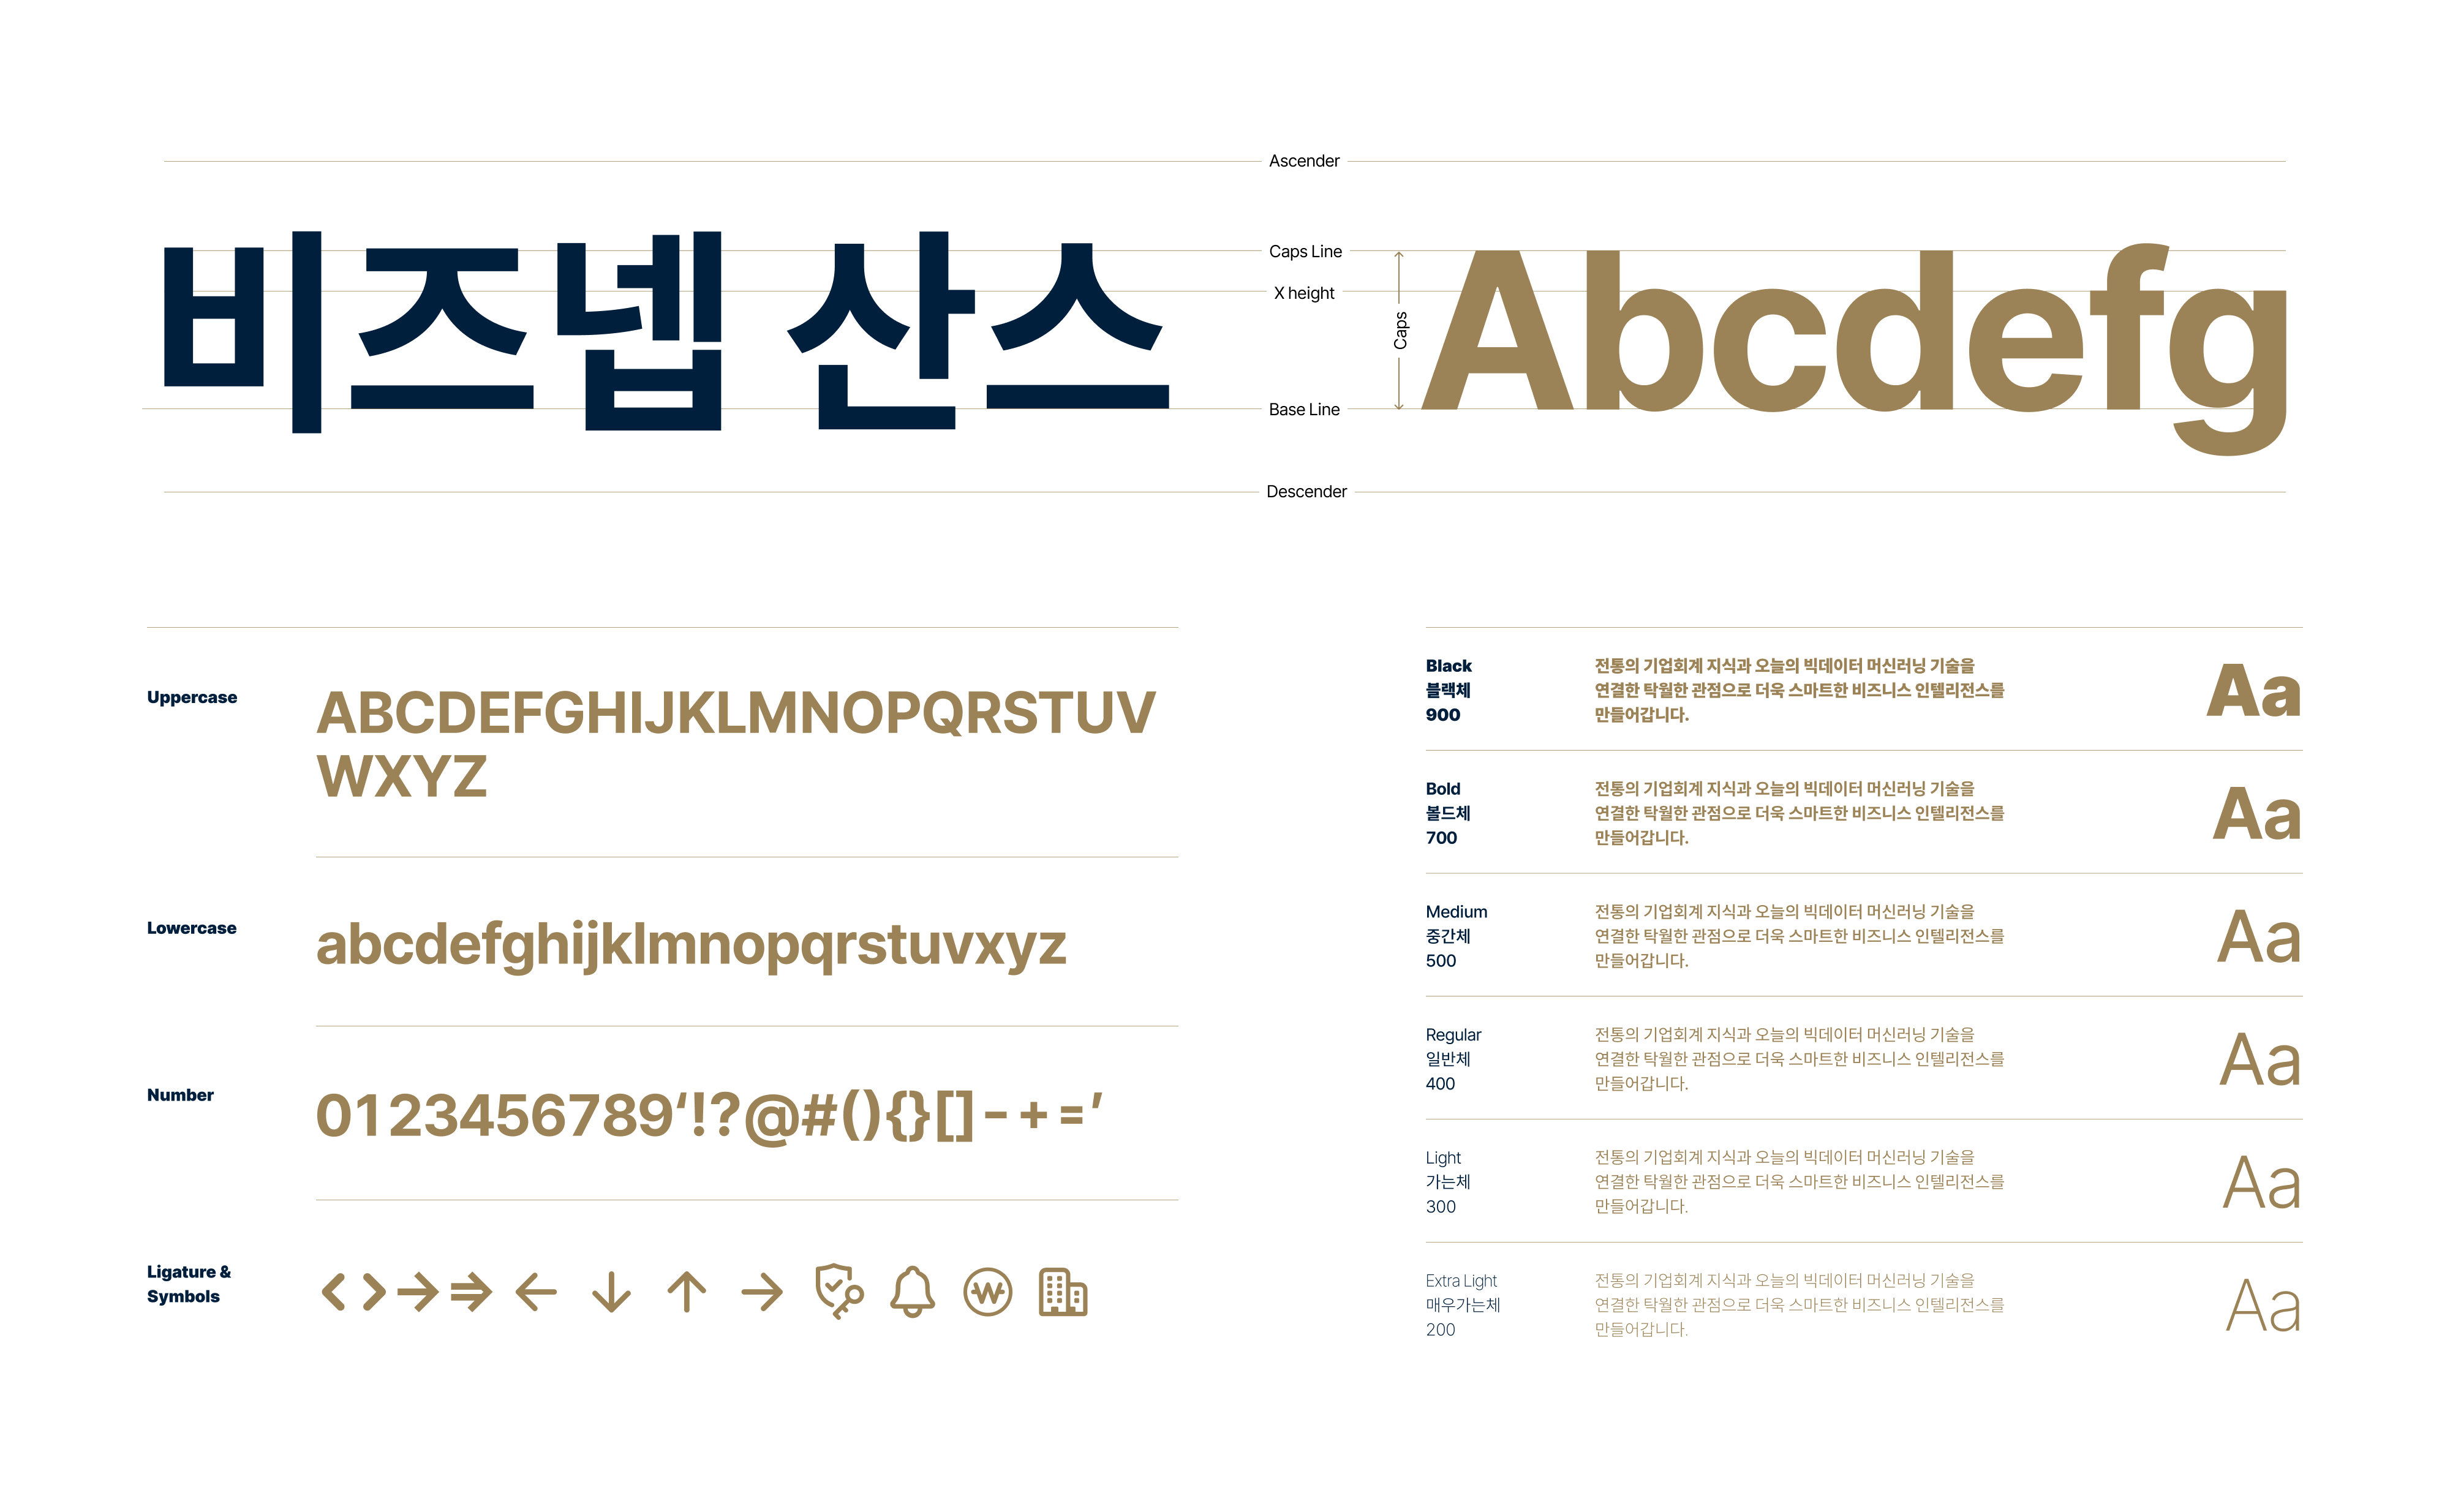 Ascender
비즈넵 산스
Caps Line
X height
Caps
Abcdefg
Base Line
Descender
Uppercase
ABCDEFGHIJKLMNOPQRSTUV
WXYZ
Lowercase
abcdefghijklmnopqrstuvxyz
Number
0123456789‘!?@#(){}[]-+=’
Ligature &
Symbols
< > → ⇒ ← ↓ ↑ →
Black
블랙체
900
전통의 기업회계 지식과 오늘의 빅데이터 머신러닝 기술을
연결한 탁월한 관점으로 더욱 스마트한 비즈니스 인텔리전스를
만들어갑니다.
Aa
Bold
볼드체
700
전통의 기업회계 지식과 오늘의 빅데이터 머신러닝 기술을
연결한 탁월한 관점으로 더욱 스마트한 비즈니스 인텔리전스를
만들어갑니다.
Aa
Medium
중간체
500
전통의 기업회계 지식과 오늘의 빅데이터 머신러닝 기술을
연결한 탁월한 관점으로 더욱 스마트한 비즈니스 인텔리전스를
만들어갑니다.
Aa
Regular
일반체
400
전통의 기업회계 지식과 오늘의 빅데이터 머신러닝 기술을
연결한 탁월한 관점으로 더욱 스마트한 비즈니스 인텔리전스를
만들어갑니다.
Aa
Light
가는체
300
전통의 기업회계 지식과 오늘의 빅데이터 머신러닝 기술을
연결한 탁월한 관점으로 더욱 스마트한 비즈니스 인텔리전스를
만들어갑니다.
Aa
Extra Light
매우가는체
200
전통의 기업회계 지식과 오늘의 빅데이터 머신러닝 기술을
연결한 탁월한 관점으로 더욱 스마트한 비즈니스 인텔리전스를
만들어갑니다.
Aa